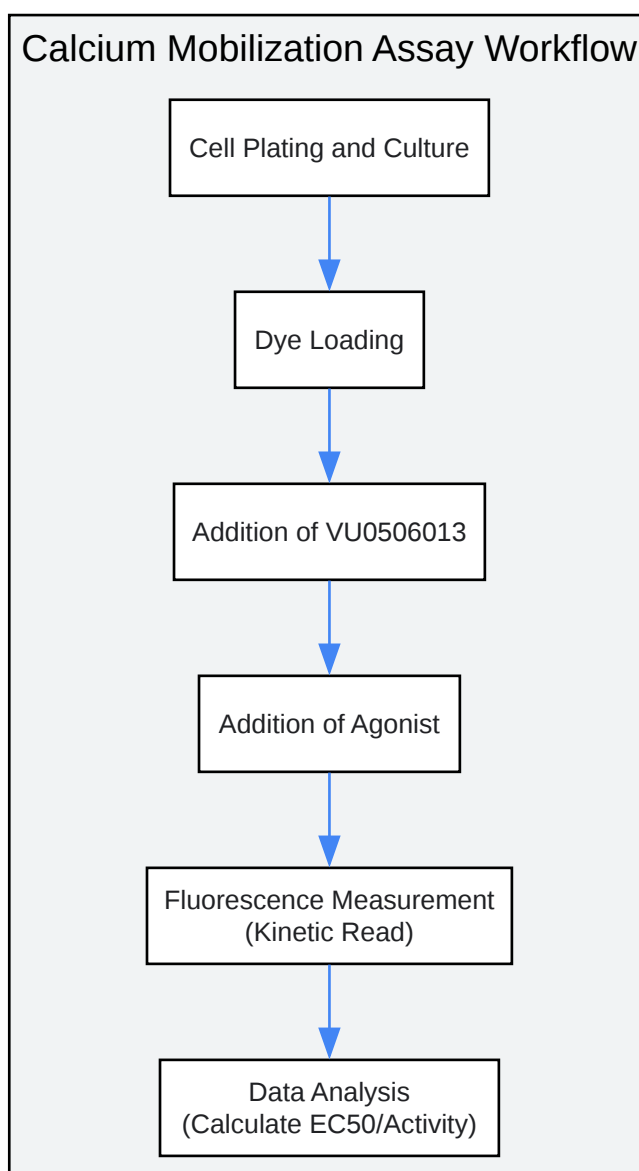 Calcium Mobilization Assay Workflow
Cell Plating and Culture
Dye Loading
Addition of VU0506013
Addition of Agonist
Fluorescence Measurement
(Kinetic Read)
Data Analysis
(Calculate EC50/Activity)